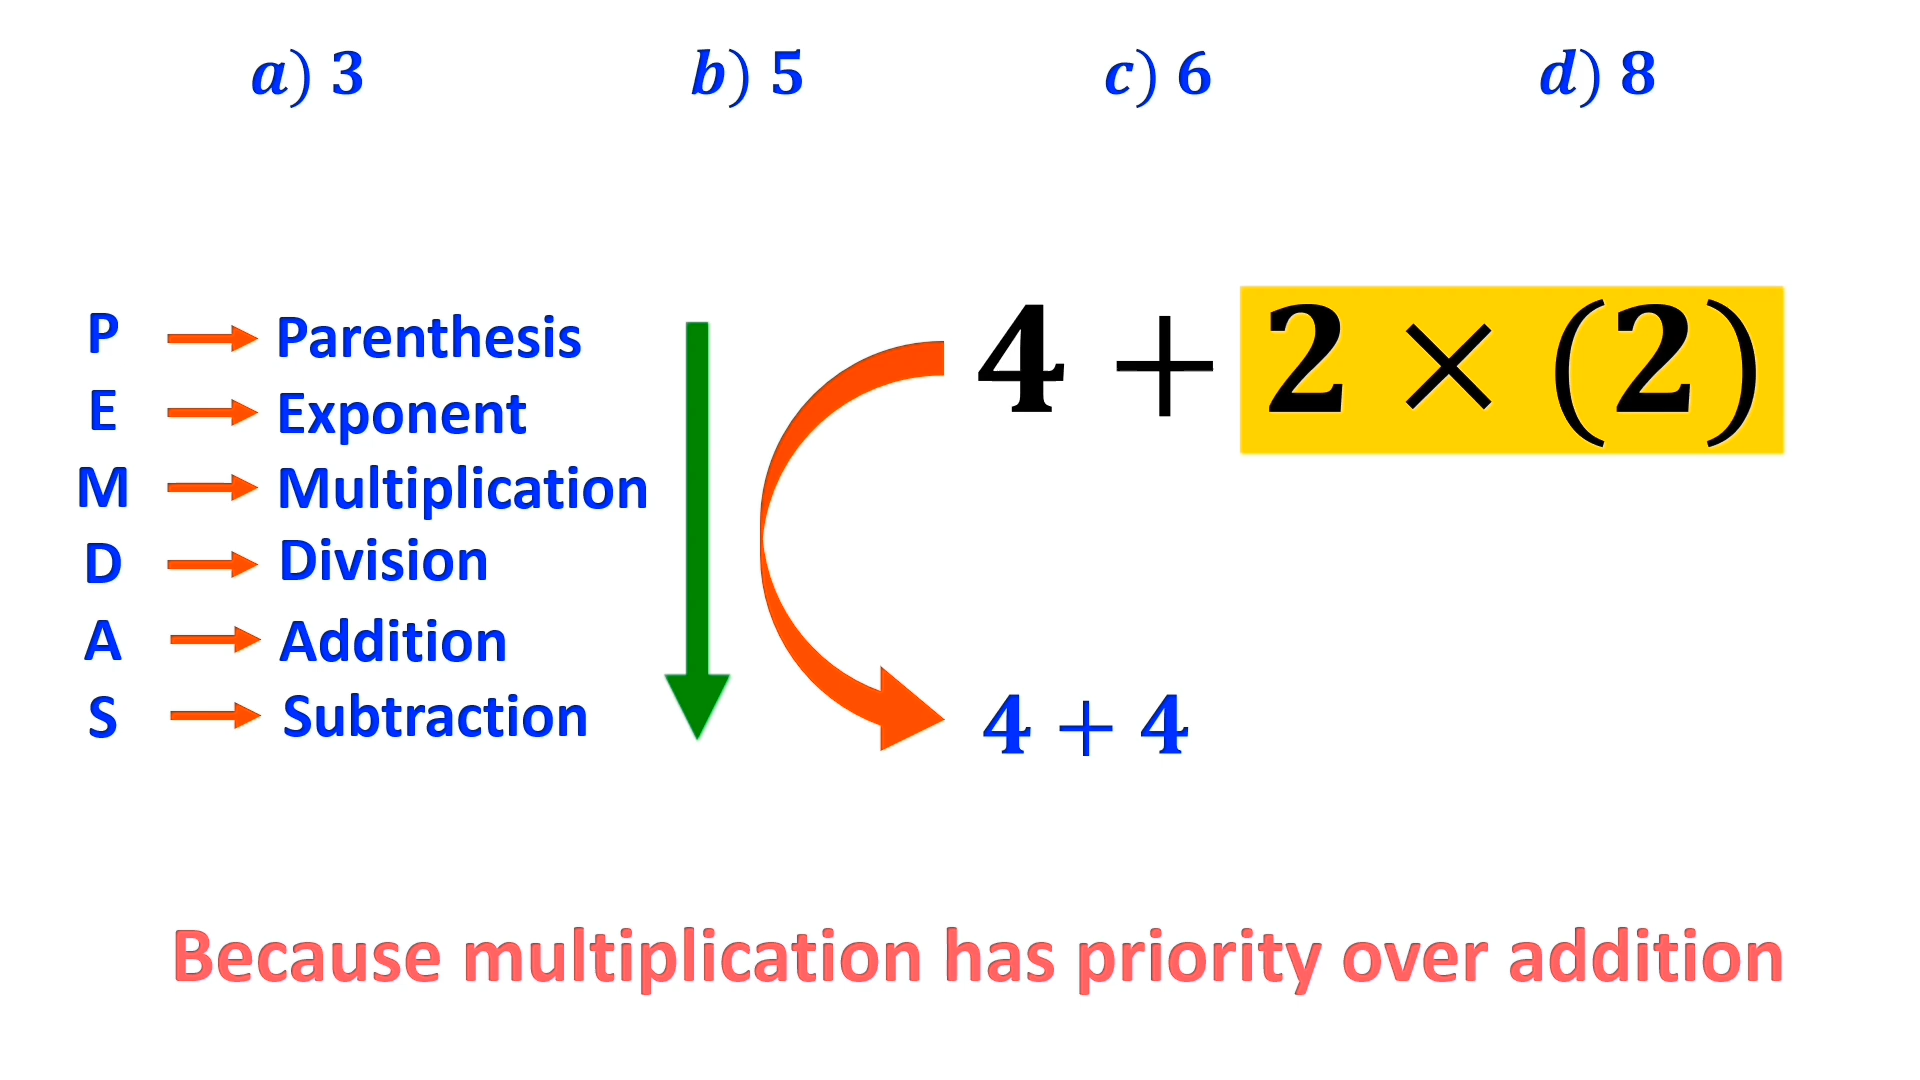 a) 3 b) 5 c) 6 d) 8
4 + 2 × (2)
P → Parenthesis
E → Exponent
M → Multiplication
D → Division
A → Addition
S → Subtraction
4 + 4
Because multiplication has priority over addition